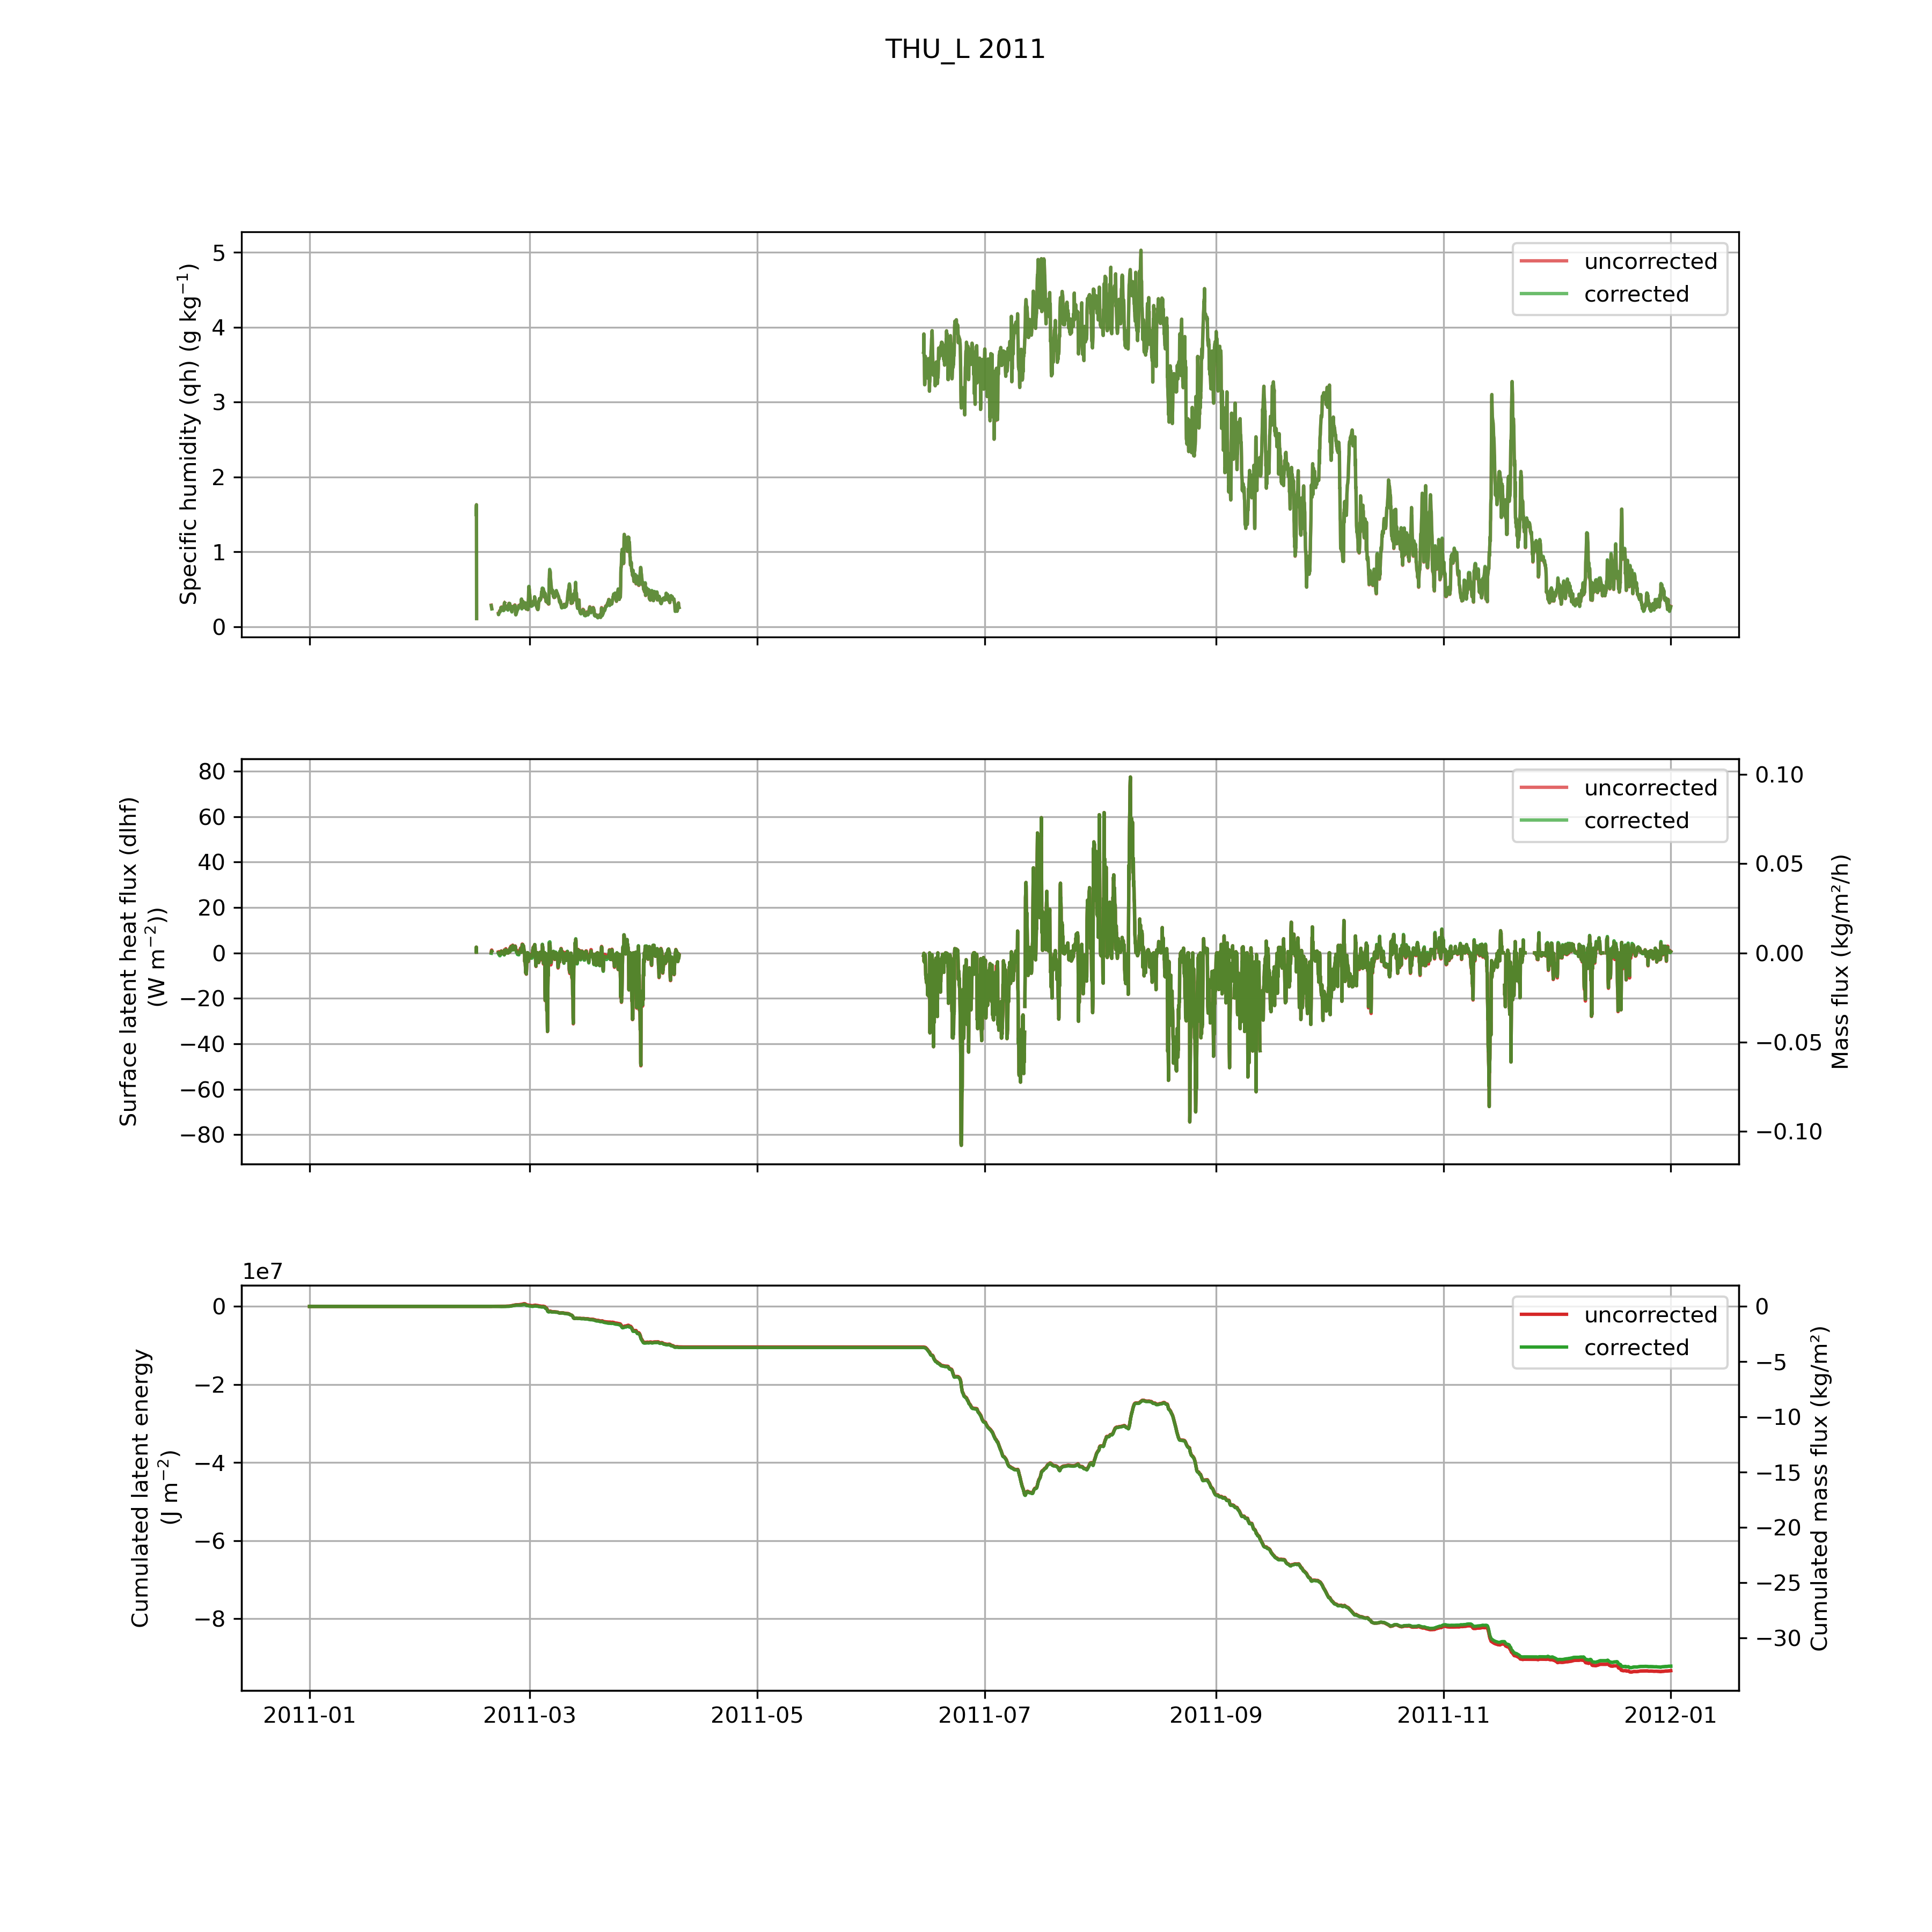 THU_L 2011
Specific humidity (qh) (g kg⁻¹)
5
4
3
2
1
0
uncorrected
corrected
Surface latent heat flux (dlhf)
(W m⁻²))
80
60
40
20
0
−20
−40
−60
−80
uncorrected
corrected
0.10
0.05
0.00
−0.05
−0.10
Mass flux (kg/m²/h)
1e7
Cumulated latent energy
(J m⁻²)
0
−2
−4
−6
−8
uncorrected
corrected
0
−5
−10
−15
−20
−25
−30
Cumulated mass flux (kg/m²)
2011-01 2011-03 2011-05 2011-07 2011-09 2011-11 2012-01